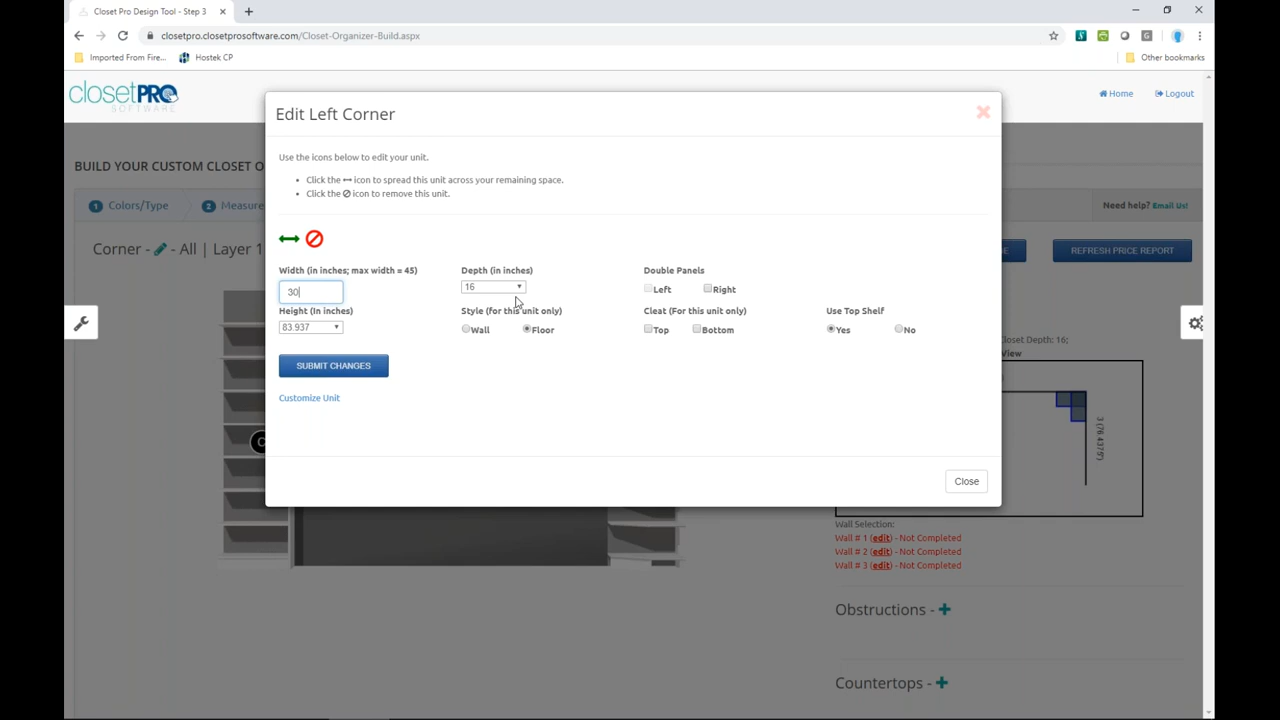 Closet Pro Design Tool - Step 3
closetpro.closetprosoftware.com/Closet-Organizer-Build.aspx
Imported From Fire...
Hostek CP
Other bookmarks
closetPRO
SOFTWARE
Home
Logout
Edit Left Corner
Use the icons below to edit your unit.
Click the icon to spread this unit across your remaining space.
Click the icon to remove this unit.
BUILD YOUR CUSTOM CLOSET O
1 Colors/Type
2 Measure
Need help? Email Us!
Corner - - All | Layer 1
REFRESH PRICE REPORT
Width (in inches; max width = 45)
Depth (in inches)
Double Panels
30
16
Left
Right
Height (In inches)
Style (for this unit only)
Cleat (For this unit only)
Use Top Shelf
83.937
Wall
Floor
Top
Bottom
Yes
No
SUBMIT CHANGES
Customize Unit
Close
Closet Depth: 16;
View
3 (76.4375")
Wall Selection:
Wall # 1 (edit) - Not Completed
Wall # 2 (edit) - Not Completed
Wall # 3 (edit) - Not Completed
Obstructions -
Countertops -